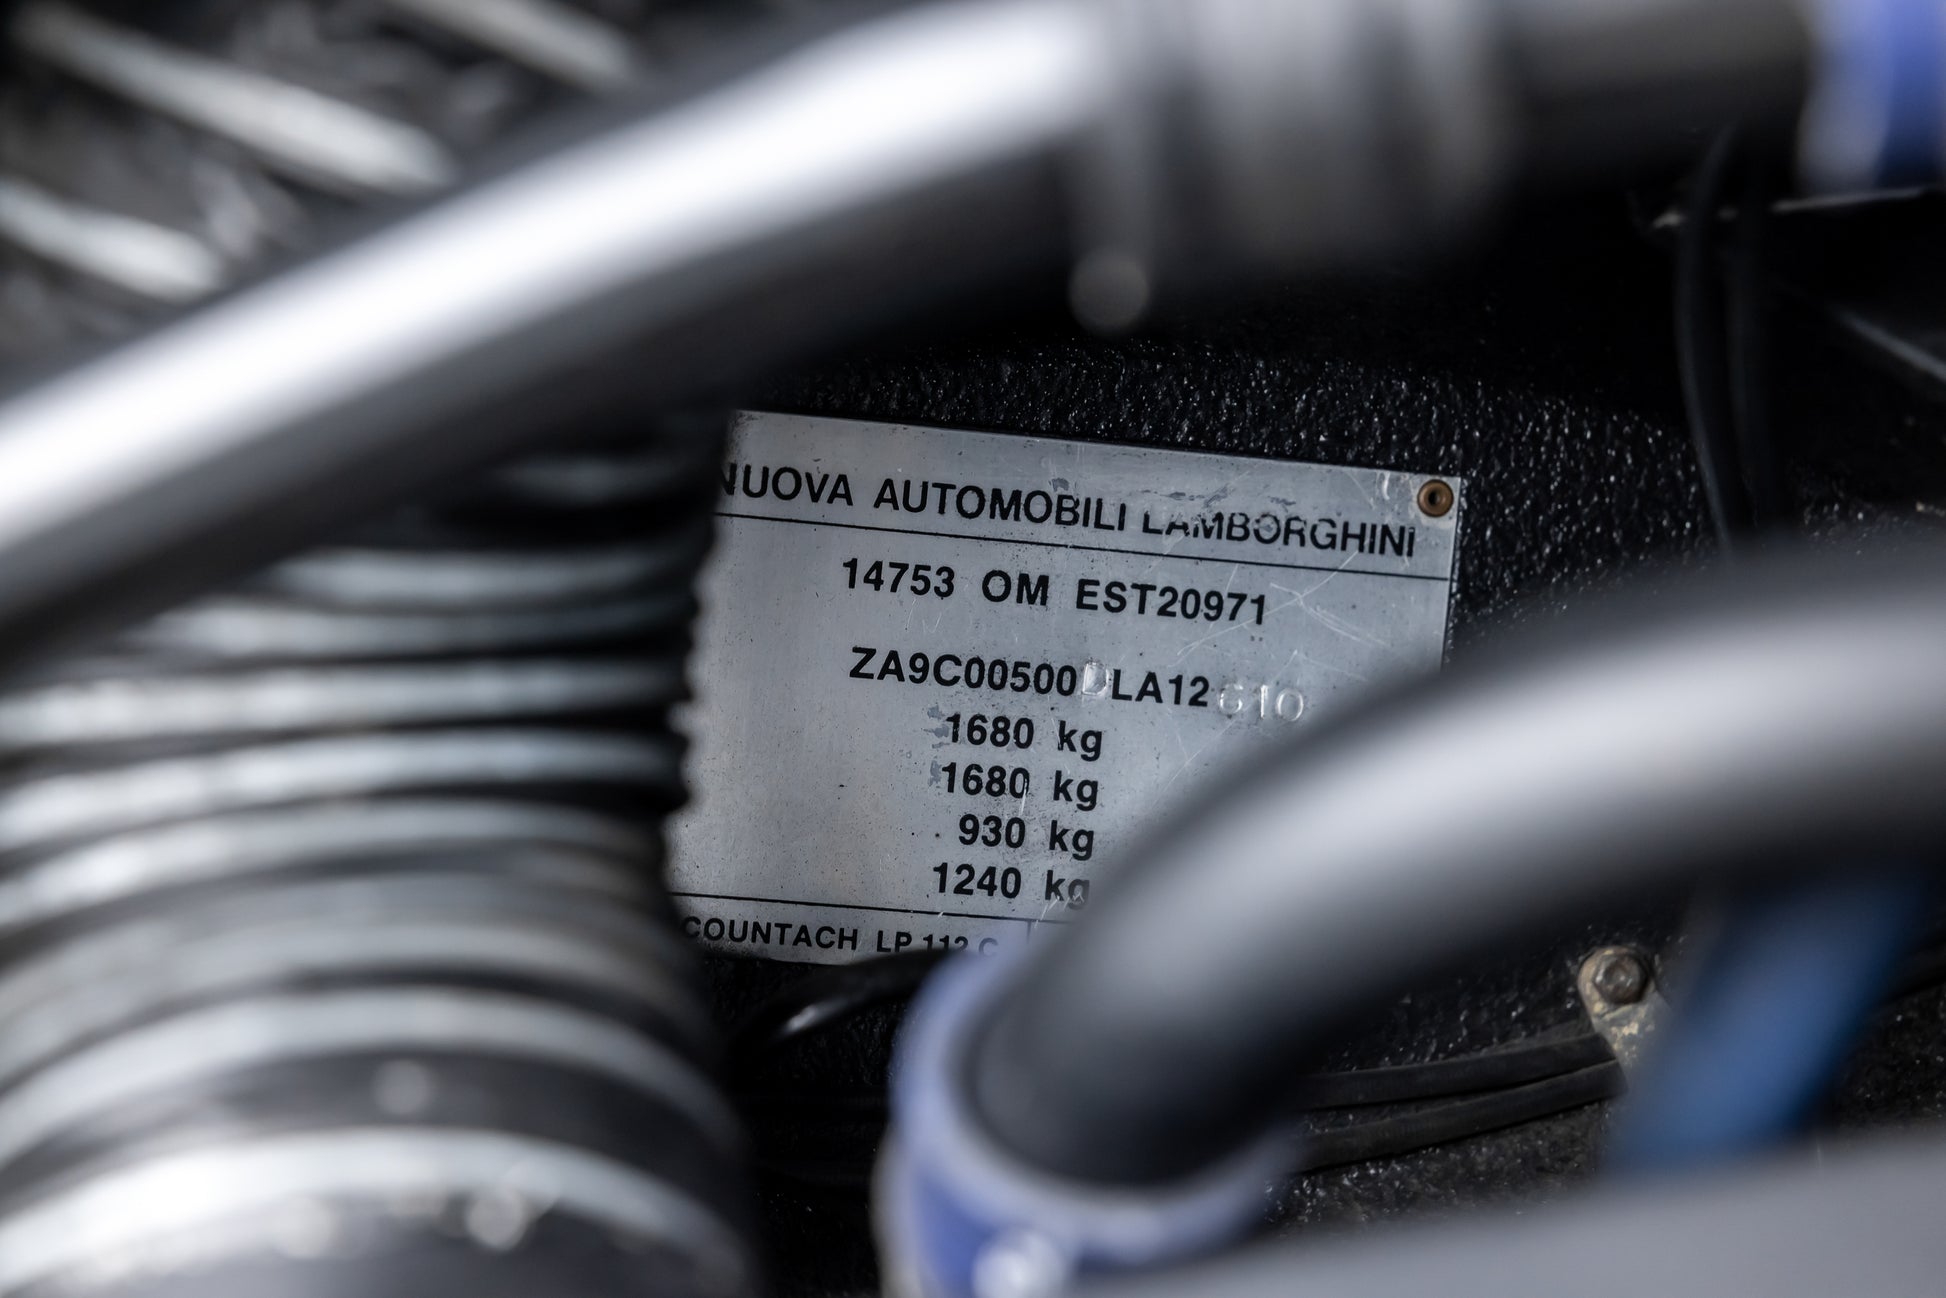 NUOVA AUTOMOBILI LAMBORGHINI
14753 OM EST20971
ZA9C00500DLA12610
1680 kg
1680 kg
930 kg
1240 kg
COUNTACH LP 112 C